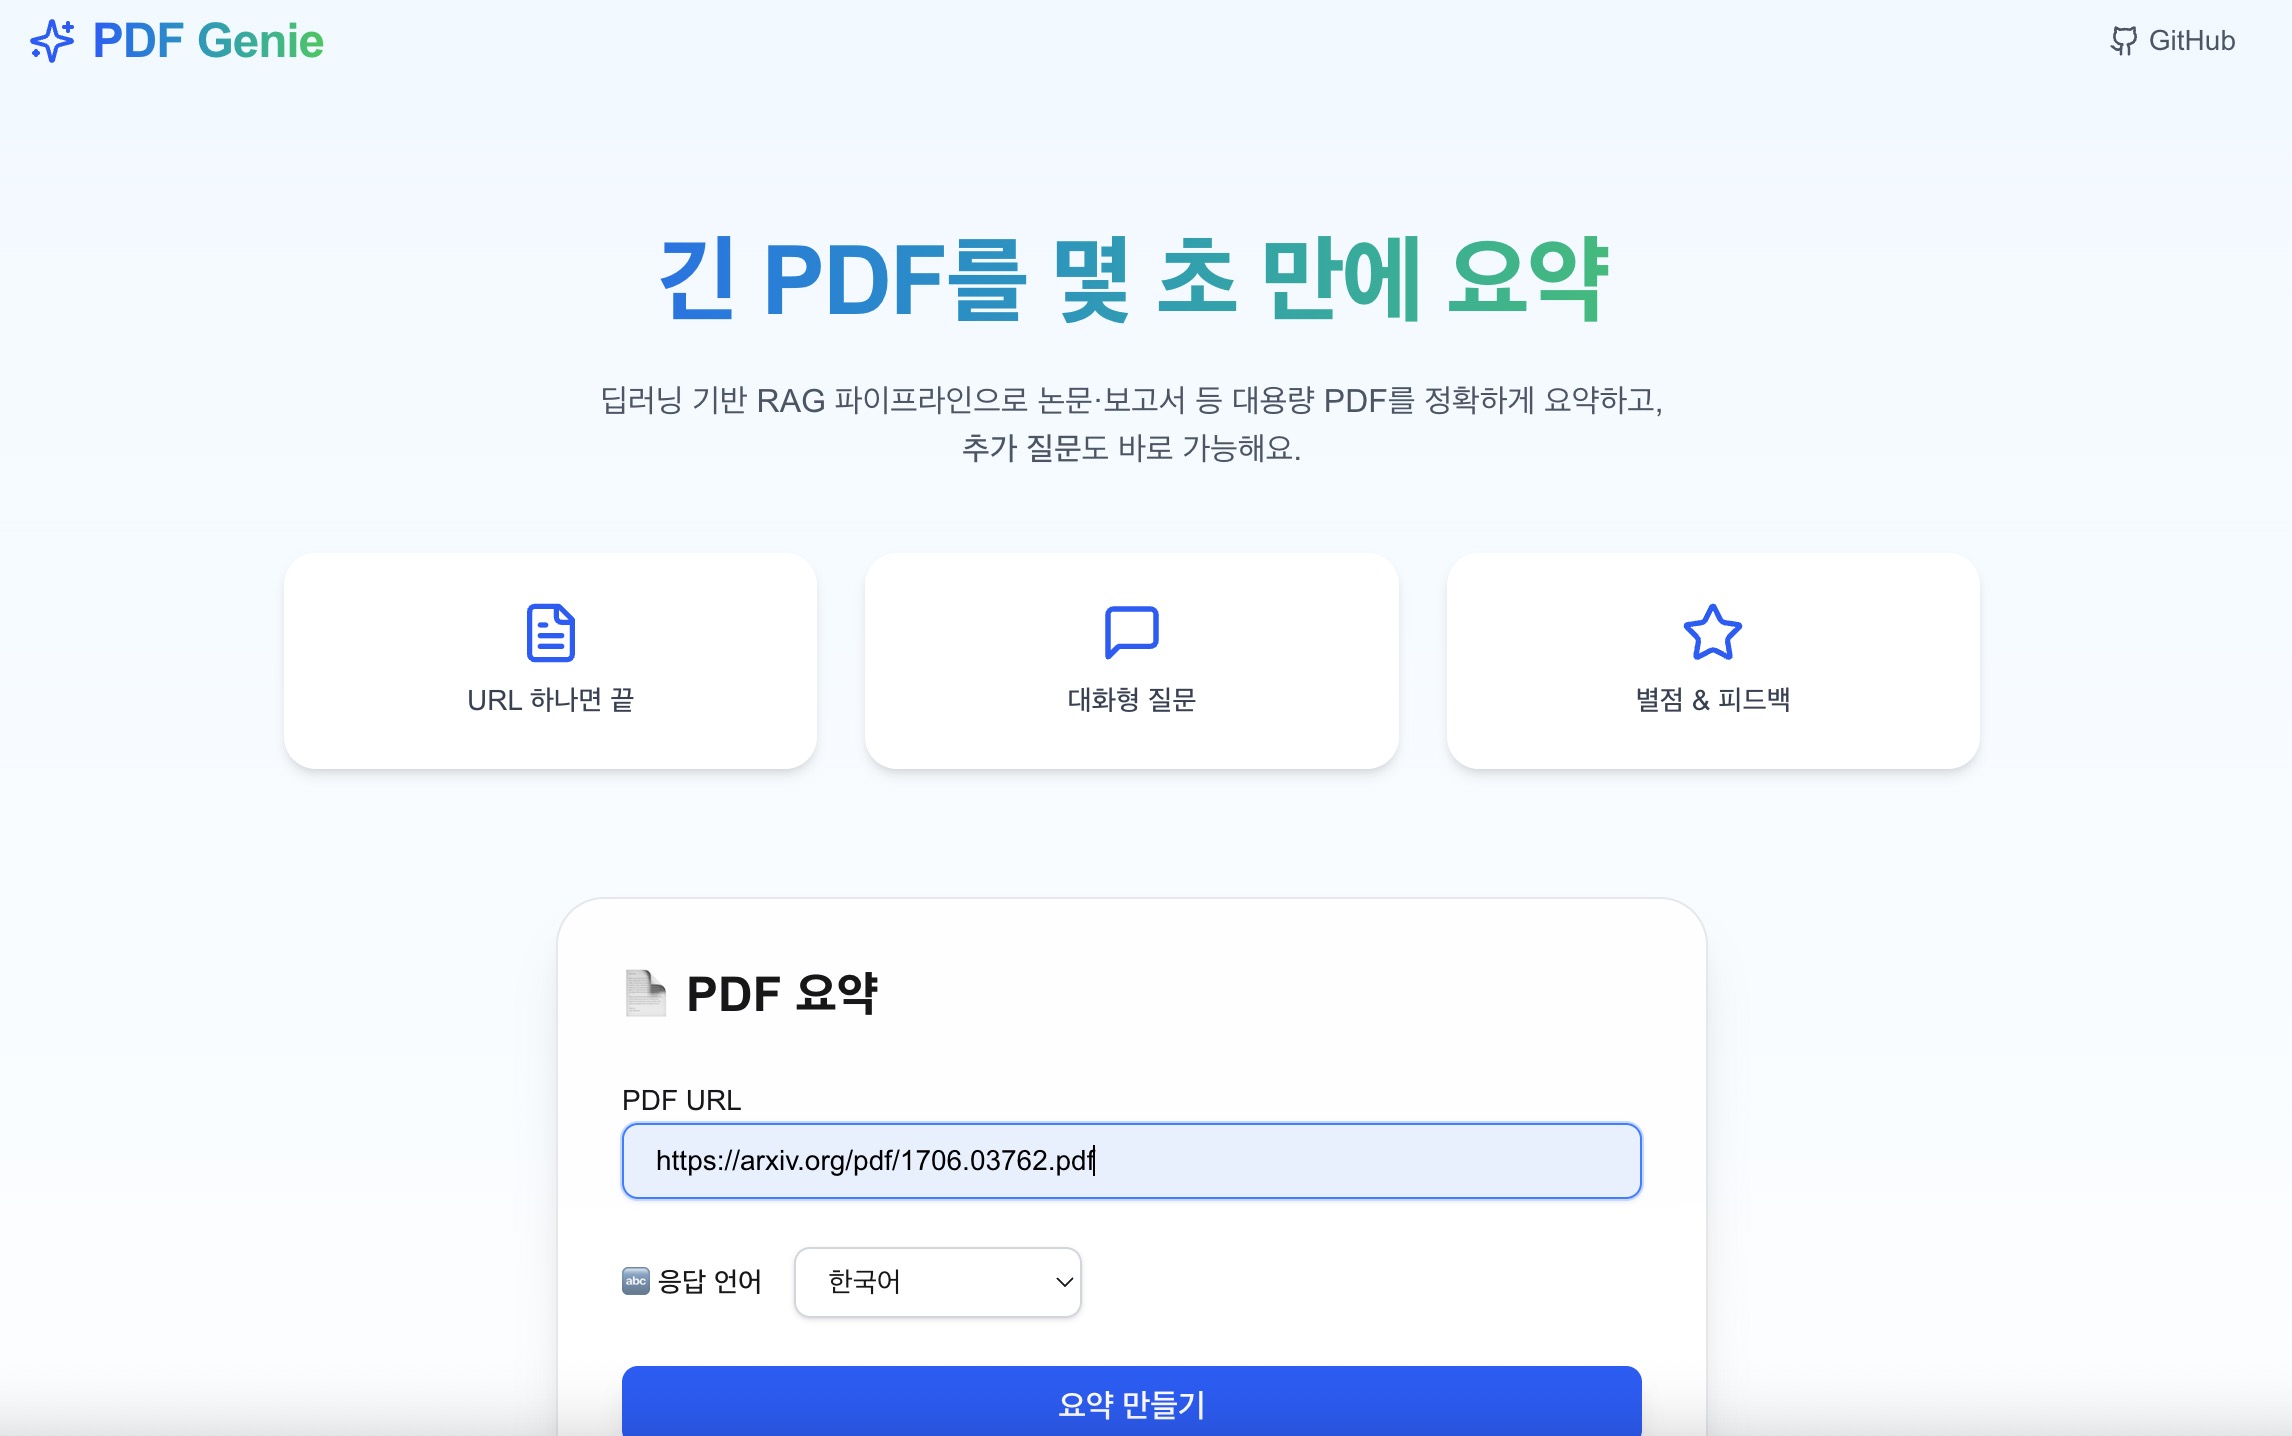 PDF Genie
GitHub
긴 PDF를 몇 초 만에 요약
딥러닝 기반 RAG 파이프라인으로 논문·보고서 등 대용량 PDF를 정확하게 요약하고,
추가 질문도 바로 가능해요.
URL 하나면 끝
대화형 질문
별점 & 피드백
PDF 요약
PDF URL
https://arxiv.org/pdf/1706.03762.pdf
abc 응답 언어
한국어
요약 만들기